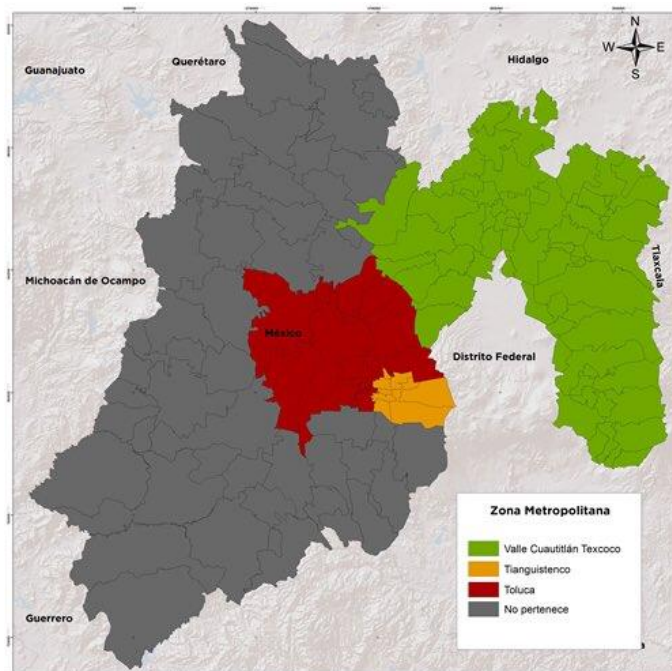 N
W E
S
Guanajuato
Querétaro
Hidalgo
Tlaxcala
Michoacán de Ocampo
México
Distrito Federal
Guerrero
Zona Metropolitana
Valle Cuautitlán Texcoco
Tianguistenco
Toluca
No pertenece